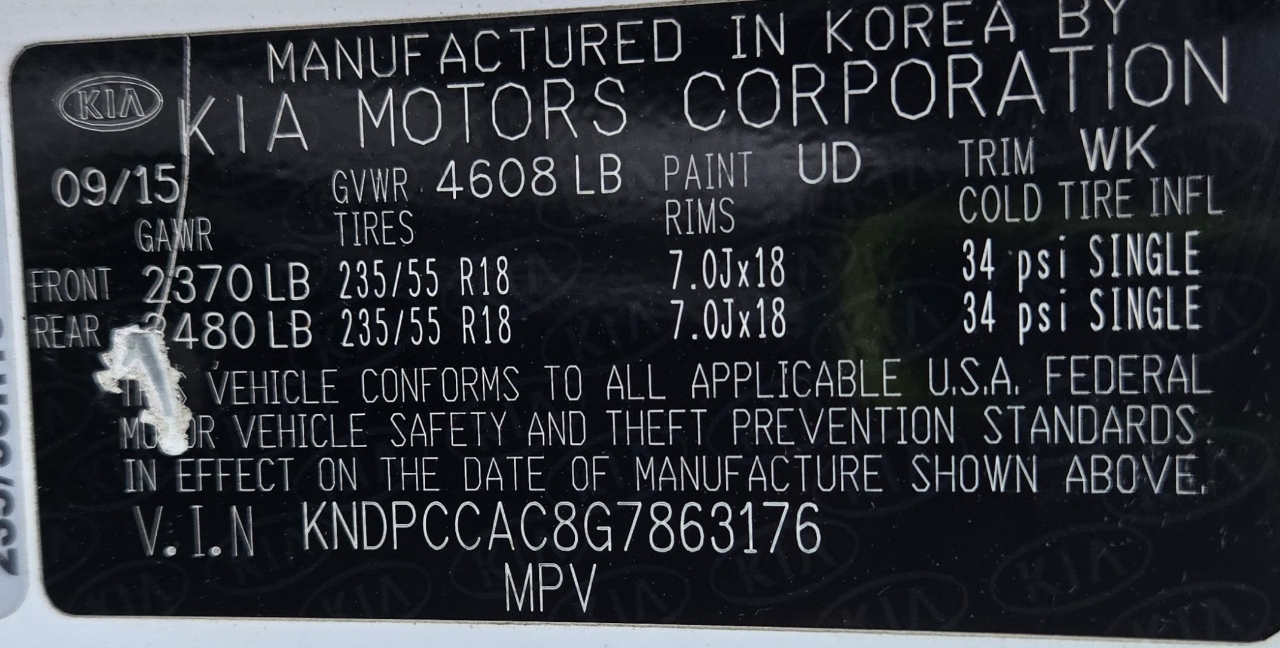 MANUFACTURED IN KOREA BY
KIA
KIA MOTORS CORPORATION
09/15 GVWR 4608 LB PAINT UD TRIM WK
GAWR TIRES RIMS COLD TIRE INFL
FRONT 2370 LB 235/55 R18 7.0Jx18 34 psi SINGLE
REAR 2480 LB 235/55 R18 7.0Jx18 34 psi SINGLE
THIS VEHICLE CONFORMS TO ALL APPLICABLE U.S.A. FEDERAL
MOTOR VEHICLE SAFETY AND THEFT PREVENTION STANDARDS
IN EFFECT ON THE DATE OF MANUFACTURE SHOWN ABOVE.
V.I.N KNDPCCAC8G7863176
MPV